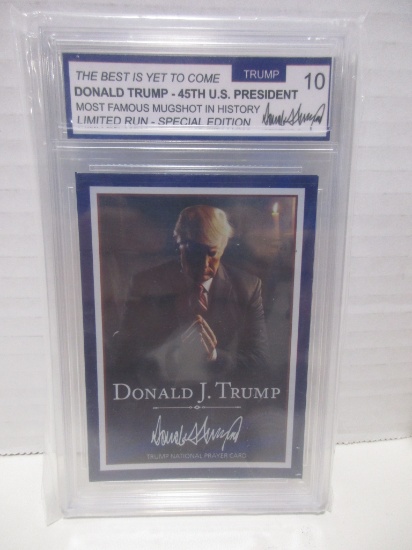 THE BEST IS YET TO COME
TRUMP
10
DONALD TRUMP - 45TH U.S. PRESIDENT
MOST FAMOUS MUGSHOT IN HISTORY
LIMITED RUN - SPECIAL EDITION
DONALD J. TRUMP
TRUMP NATIONAL PRAYER CARD